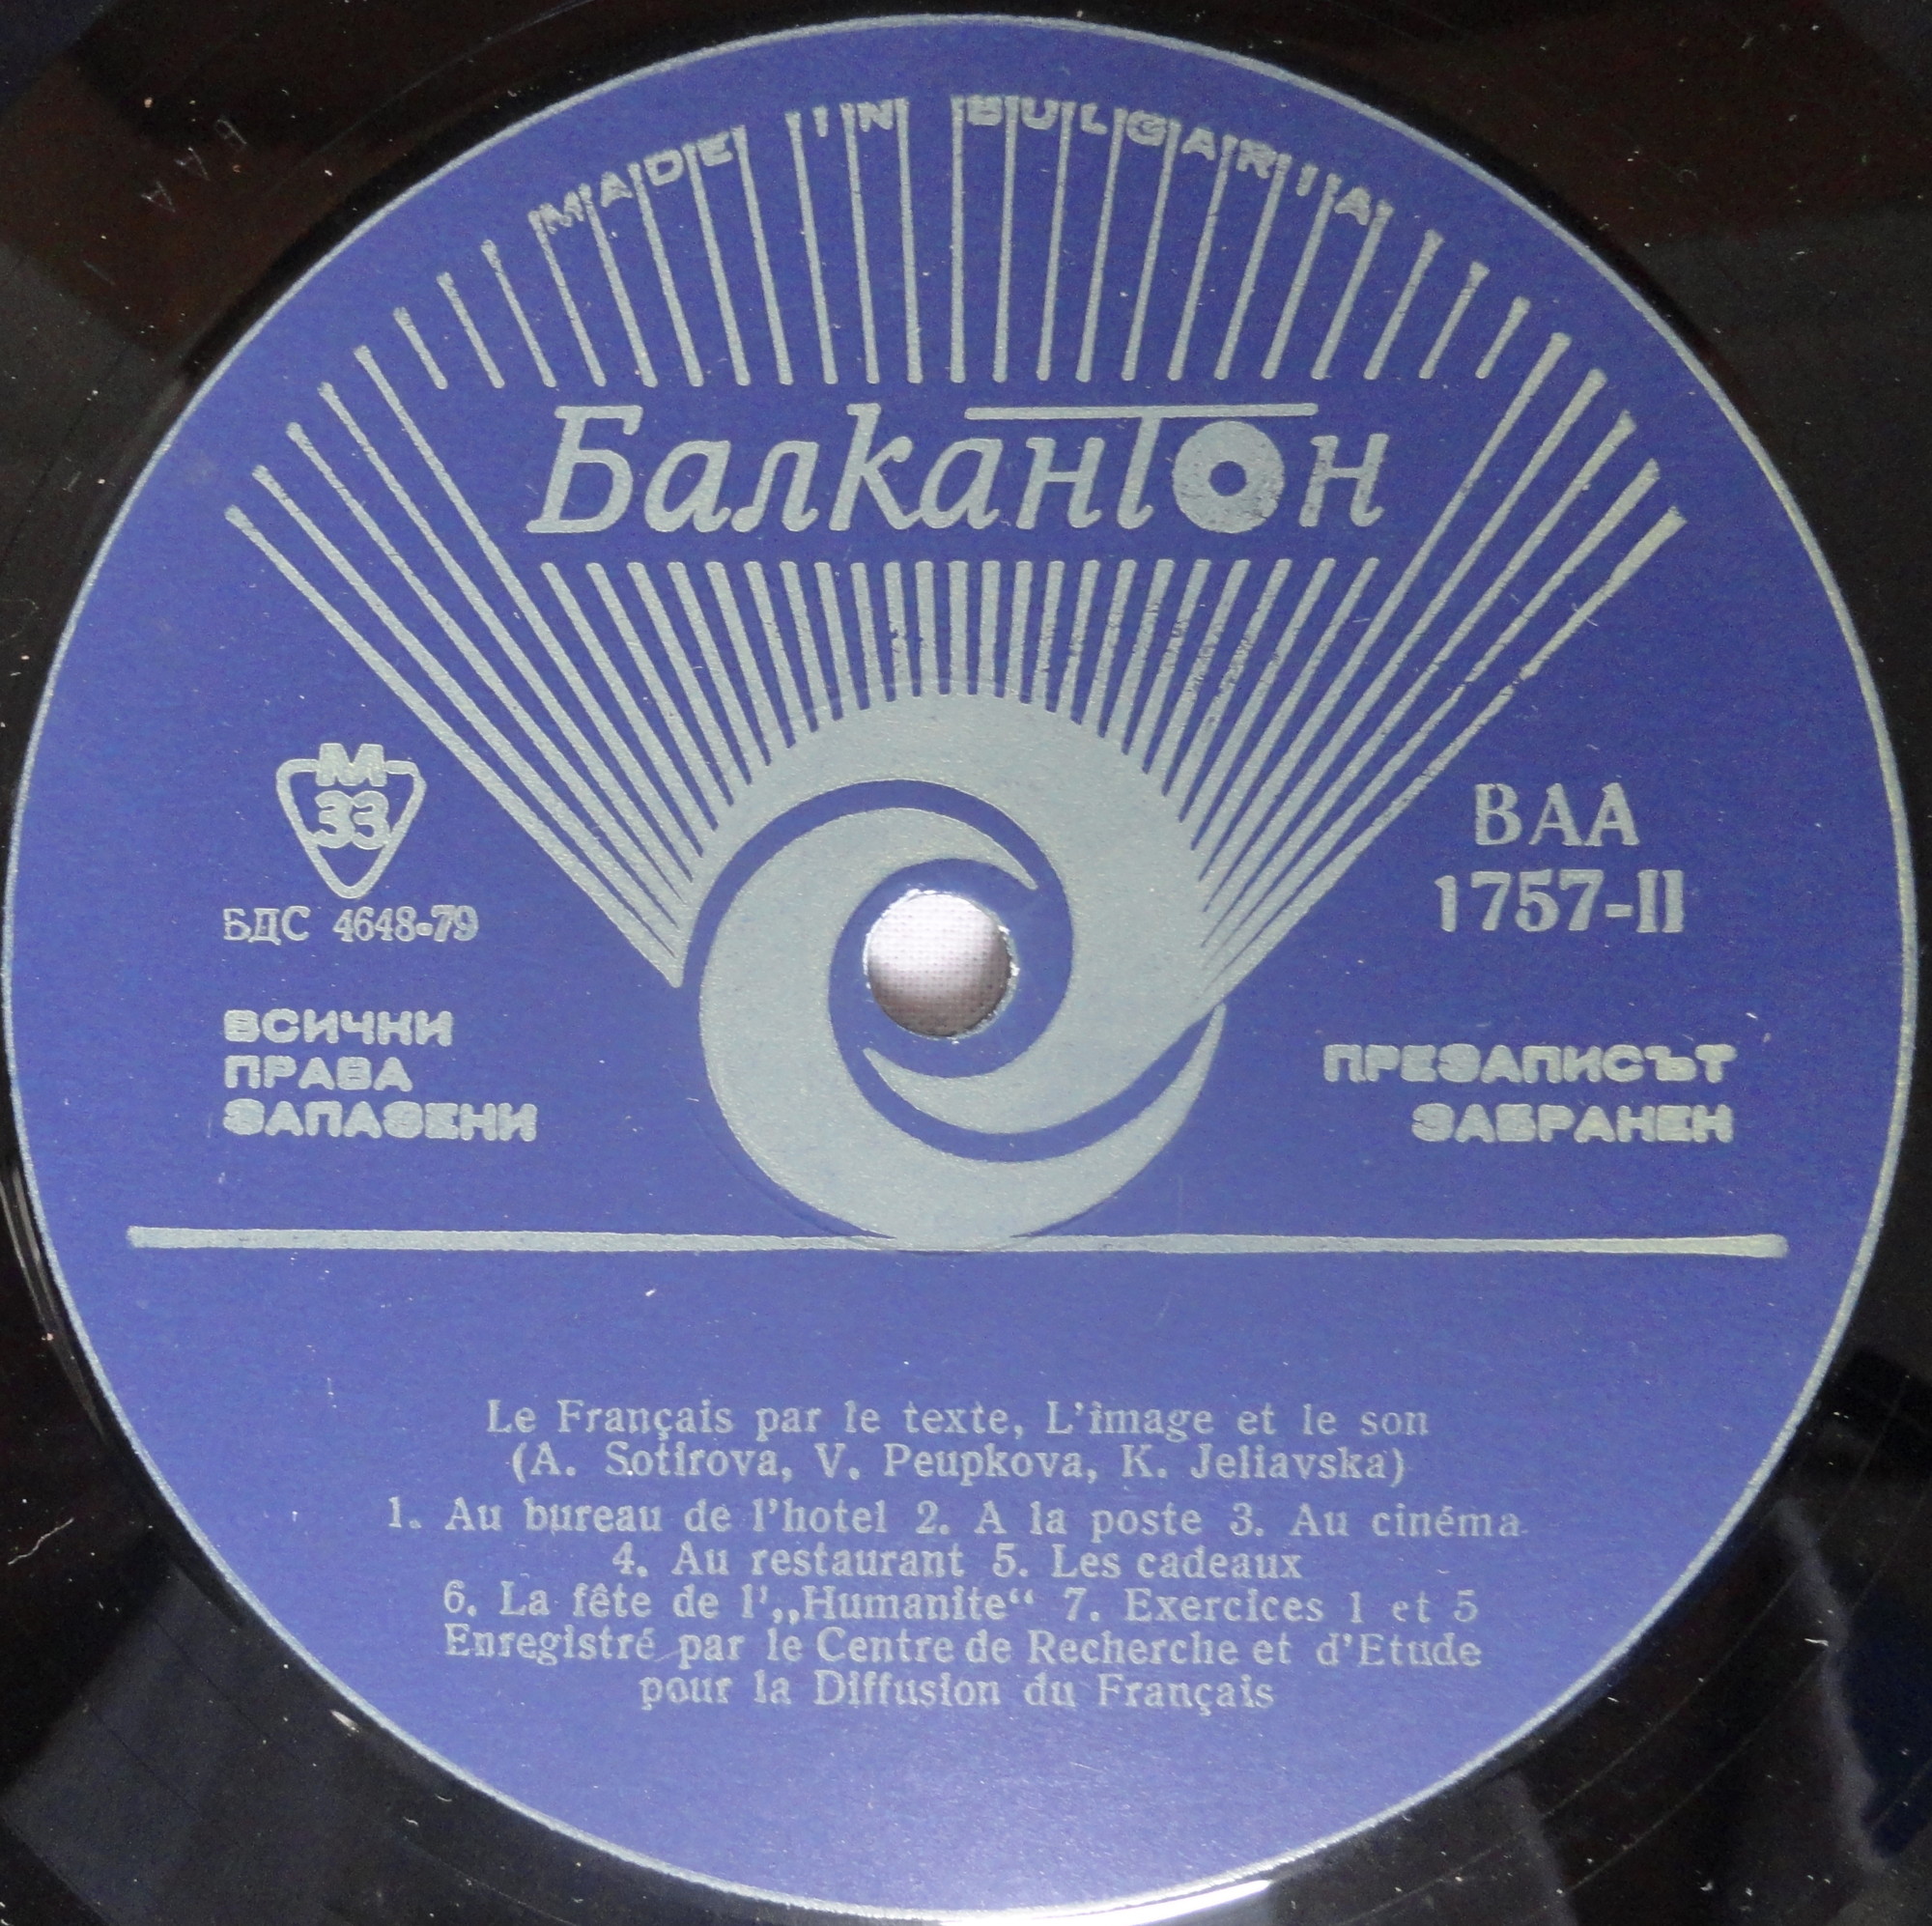 MADE IN BULGARIA
Балкантон
М
33
БДС 4648-79
ВСИЧКИ
ПРАВА
ЗАПАЗЕНИ
ВАА
1757-II
ПРЕЗАПИСЪТ
ЗАБРАНЕН
Le Français par le texte, L'image et le son
(A. Sotirova, V. Peupkova, K. Jeliavska)
1. Au bureau de l'hotel 2. A la poste 3. Au cinéma
4. Au restaurant 5. Les cadeaux
6. La fête de l'„Humanite“ 7. Exercices 1 et 5
Enregistré par le Centre de Recherche et d'Etude
pour la Diffusion du Français